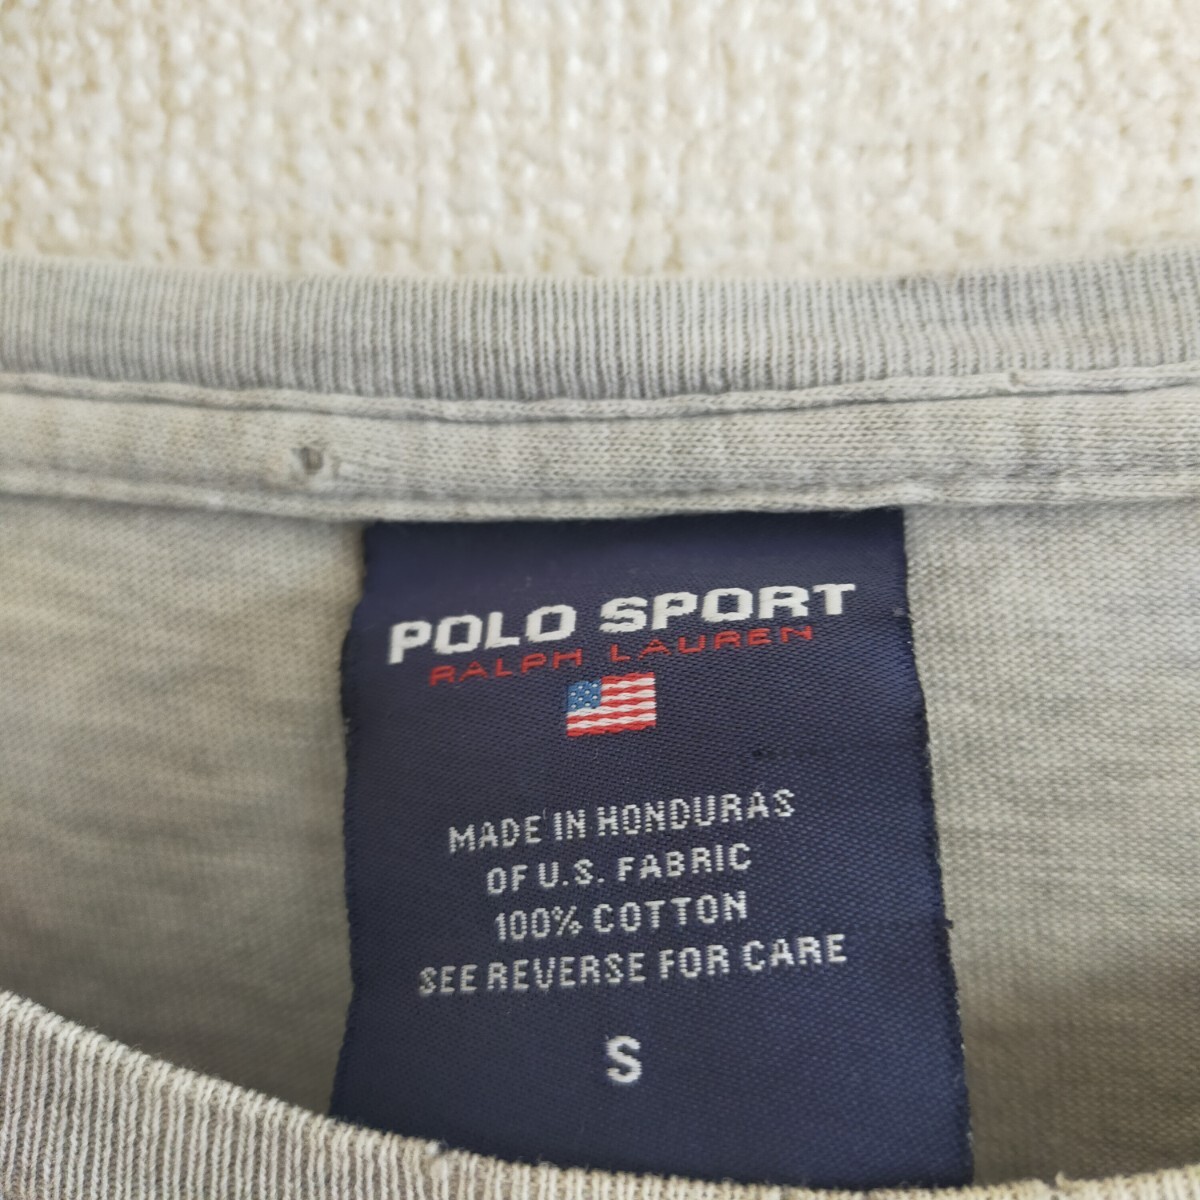 POLO SPORT
RALPH LAUREN
MADE IN HONDURAS
OF U.S. FABRIC
100% COTTON
SEE REVERSE FOR CARE
S